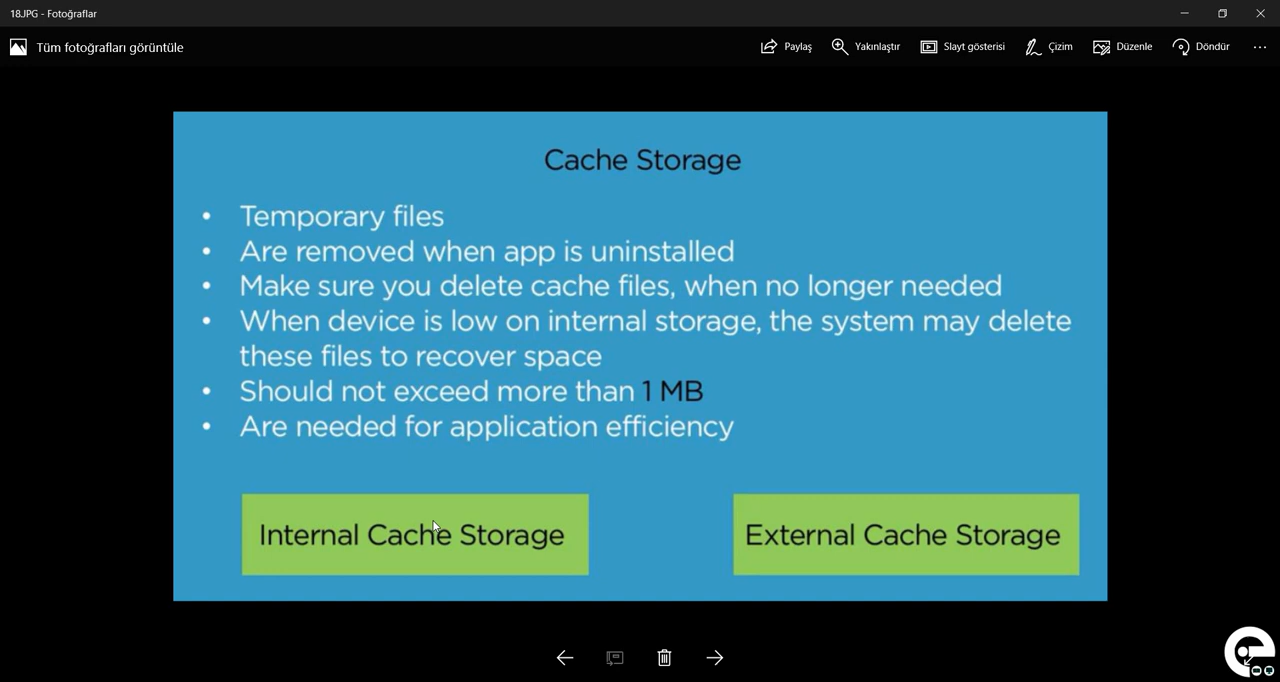 18.JPG - Fotoğraflar
Tüm fotoğrafları görüntüle
Paylaş
Yakınlaştır
Slayt gösterisi
Çizim
Düzenle
Döndür
Cache Storage
• Temporary files
• Are removed when app is uninstalled
• Make sure you delete cache files, when no longer needed
• When device is low on internal storage, the system may delete
these files to recover space
• Should not exceed more than 1 MB
• Are needed for application efficiency
Internal Cache Storage
External Cache Storage